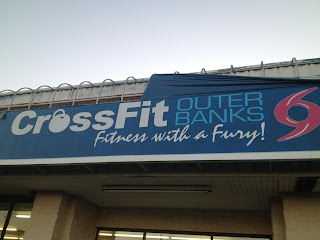 CrossFit OUTER
BANKS
Fitness with a Fury!